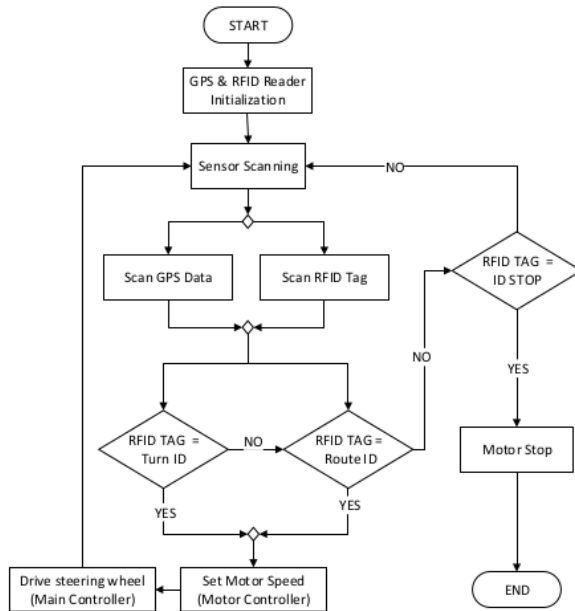 START
GPS & RFID Reader
Initialization
Sensor Scanning
NO
Scan GPS Data
Scan RFID Tag
RFID TAG =
ID STOP
NO
YES
RFID TAG =
Turn ID
NO
RFID TAG =
Route ID
Motor Stop
YES
YES
Drive steering wheel
(Main Controller)
Set Motor Speed
(Motor Controller)
END